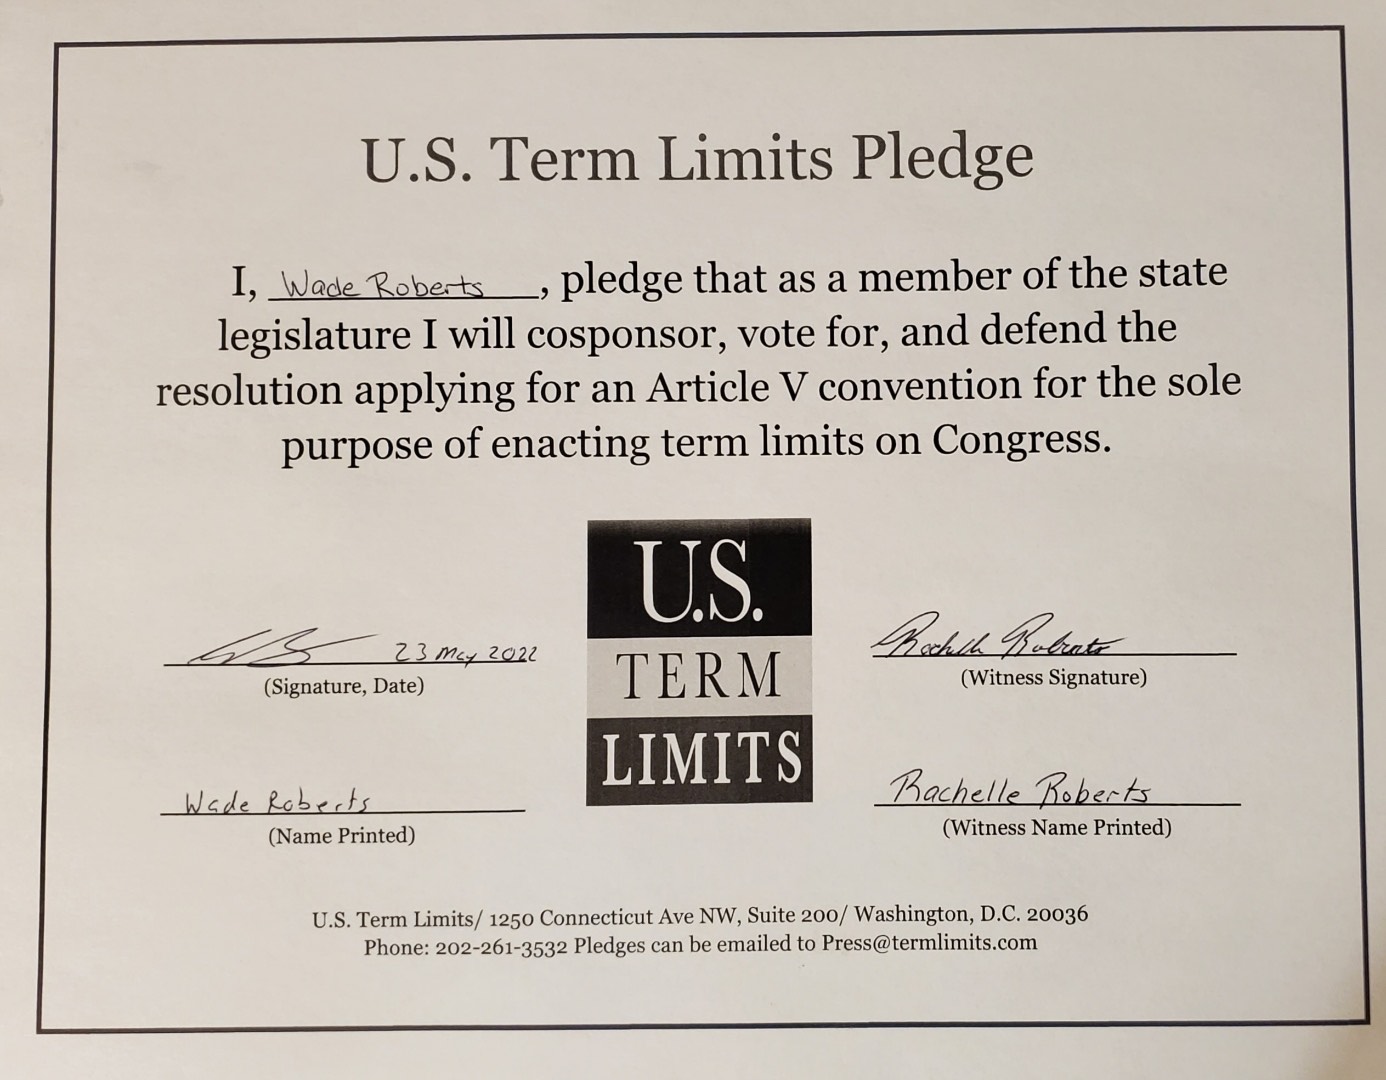 U.S. Term Limits Pledge
I, Wade Roberts, pledge that as a member of the state
legislature I will cosponsor, vote for, and defend the
resolution applying for an Article V convention for the sole
purpose of enacting term limits on Congress.
U.S.
TERM
LIMITS
23 May 2022
(Signature, Date)
Rachelle Roberts
(Witness Signature)
Wade Roberts
(Name Printed)
Rachelle Roberts
(Witness Name Printed)
U.S. Term Limits/ 1250 Connecticut Ave NW, Suite 200/ Washington, D.C. 20036
Phone: 202-261-3532 Pledges can be emailed to Press@termlimits.com